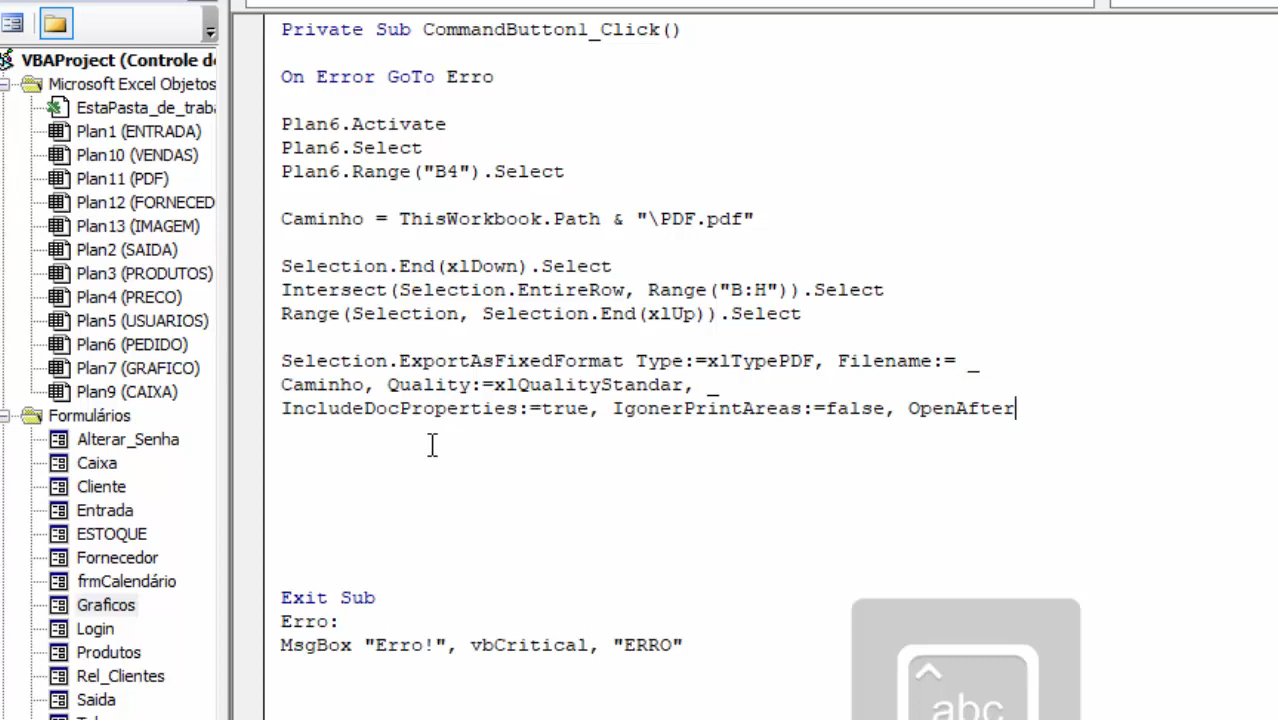 Private Sub CommandButton1_Click()
On Error GoTo Erro
Plan6.Activate
Plan6.Select
Plan6.Range("B4").Select
Caminho = ThisWorkbook.Path & "\PDF.pdf"
Selection.End(xlDown).Select
Intersect(Selection.EntireRow, Range("B:H")).Select
Range(Selection, Selection.End(xlUp)).Select
Selection.ExportAsFixedFormat Type:=xlTypePDF, Filename:= _
Caminho, Quality:=xlQualityStandar, _
IncludeDocProperties:=true, IgonerPrintAreas:=false, OpenAfter
Exit Sub
Erro:
MsgBox "Erro!", vbCritical, "ERRO"
VBAProject (Controle d
Microsoft Excel Objetos
EstaPasta_de_traba
Plan1 (ENTRADA)
Plan10 (VENDAS)
Plan11 (PDF)
Plan12 (FORNECED
Plan13 (IMAGEM)
Plan2 (SAIDA)
Plan3 (PRODUTOS)
Plan4 (PRECO)
Plan5 (USUARIOS)
Plan6 (PEDIDO)
Plan7 (GRAFICO)
Plan9 (CAIXA)
Formulários
Alterar_Senha
Caixa
Cliente
Entrada
ESTOQUE
Fornecedor
frmCalendário
Graficos
Login
Produtos
Rel_Clientes
Saida
abc